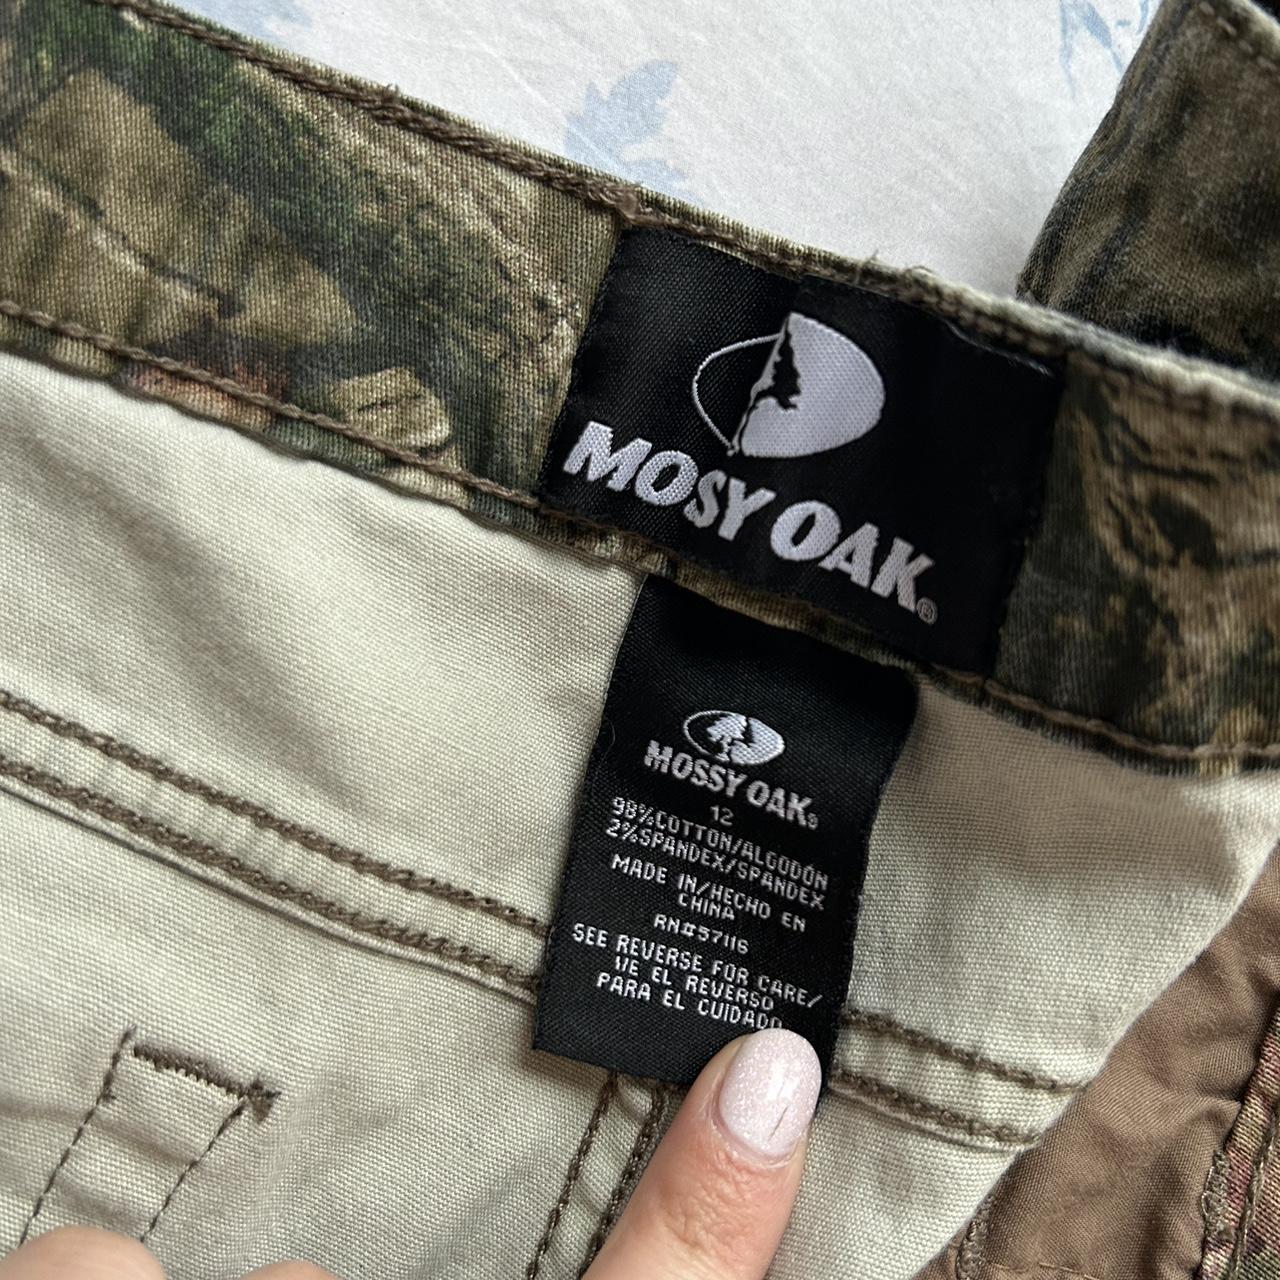 MOSY OAK®
MOSSY OAK®
12
98%COTTON/ALGODÓN
2%SPANDEX/SPANDEX
MADE IN/HECHO EN
CHINA
RN#57116
SEE REVERSE FOR CARE/
VE EL REVERSO
PARA EL CUIDADO